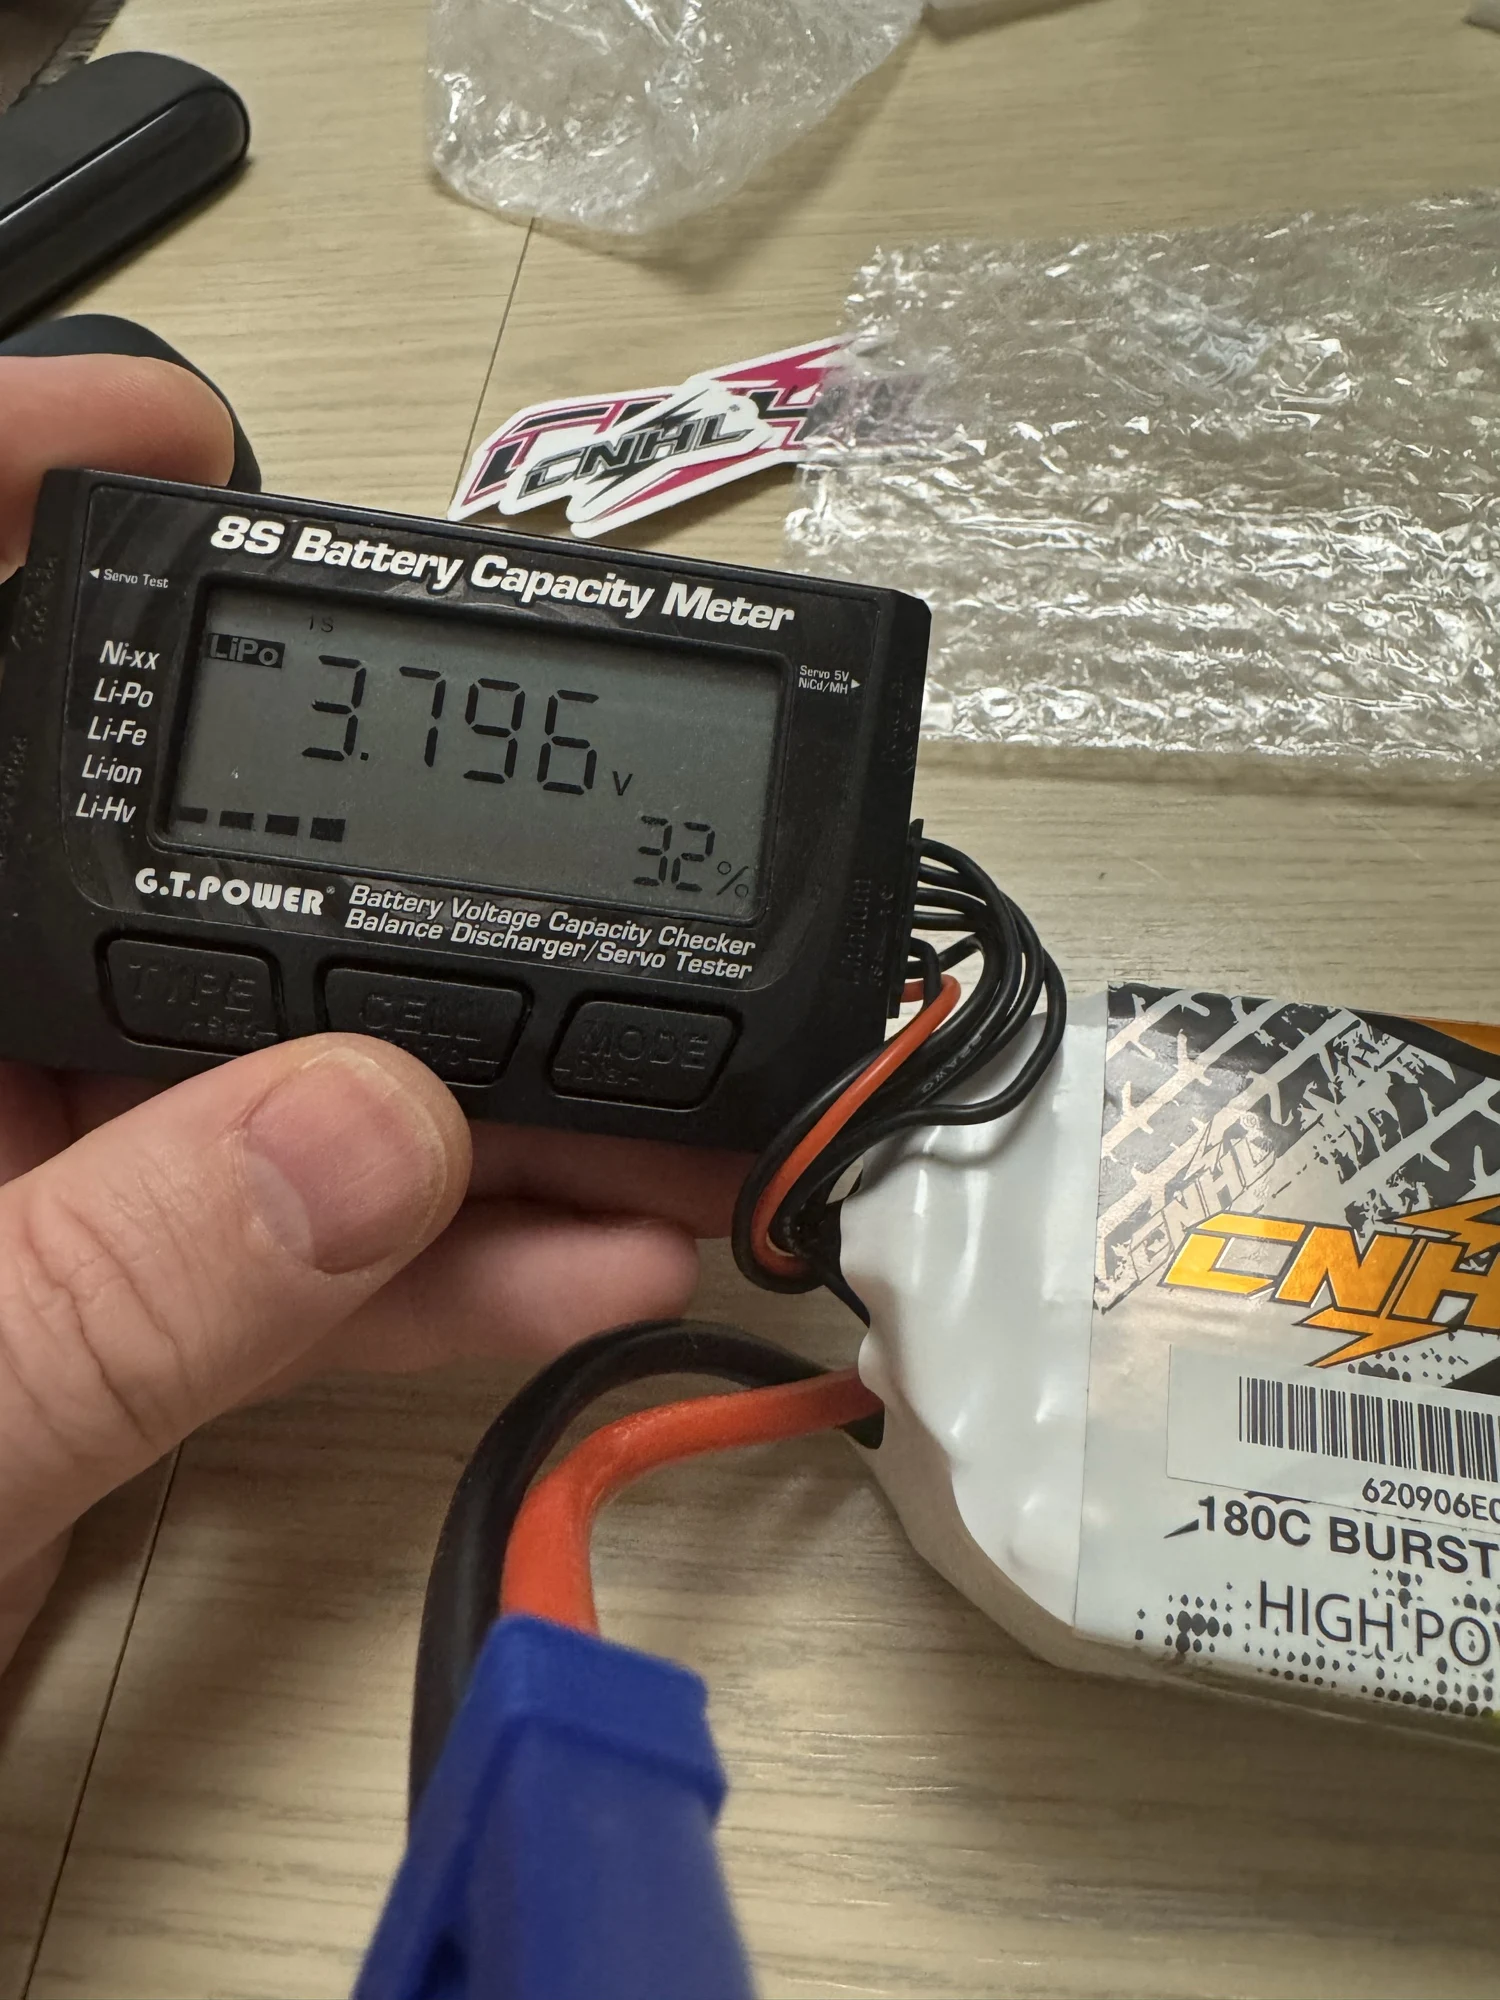 CNHL
8S Battery Capacity Meter
Servo Test
Servo 5V
NiCd/MH
Ni-xx
Li-Po
Li-Fe
Li-ion
Li-Hv
1S
LiPo
3.796 V
32%
G.T.POWER
Battery Voltage Capacity Checker
Balance Discharger/Servo Tester
TYPE
CELL
MODE
CNHL
CNH
620906E
180C BURST
HIGH PO